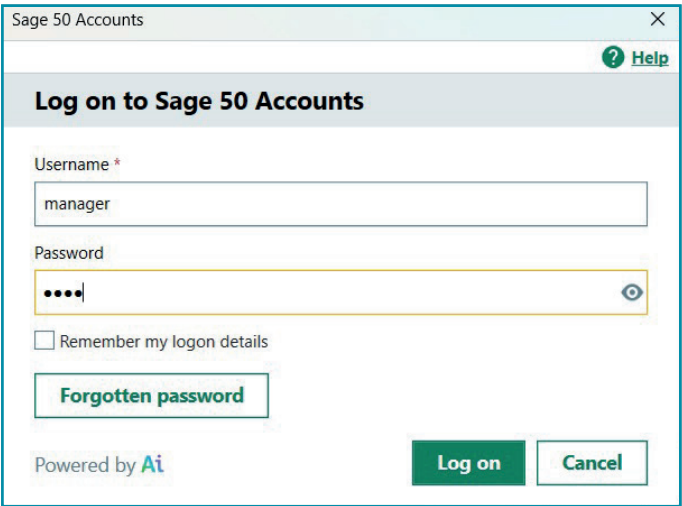 Sage 50 Accounts
Help
Log on to Sage 50 Accounts
Username *
manager
Password
••••
Remember my logon details
Forgotten password
Powered by Ai
Log on
Cancel